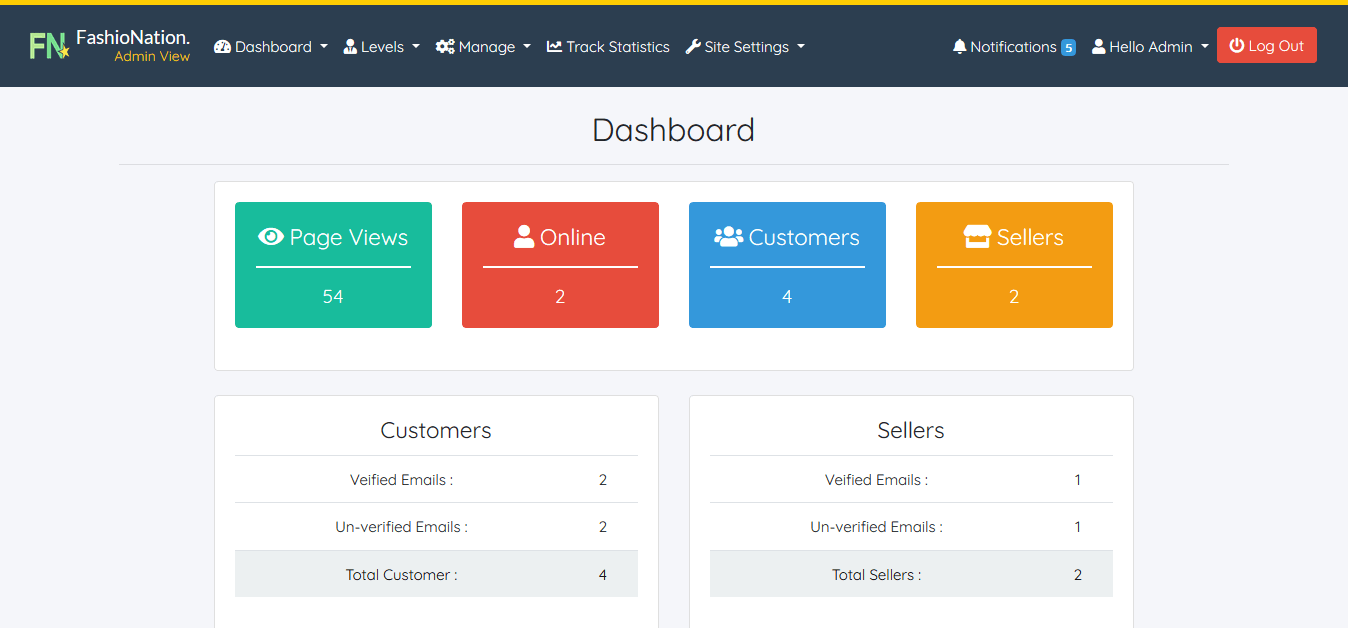 FN FashioNation.
Admin View
Dashboard Levels Manage Track Statistics Site Settings Notifications 5 Hello Admin Log Out
Dashboard
Page Views Online Customers Sellers
54 2 4 2
Customers Sellers
Veified Emails : 2 Veified Emails : 1
Un-verified Emails : 2 Un-verified Emails : 1
Total Customer : 4 Total Sellers : 2